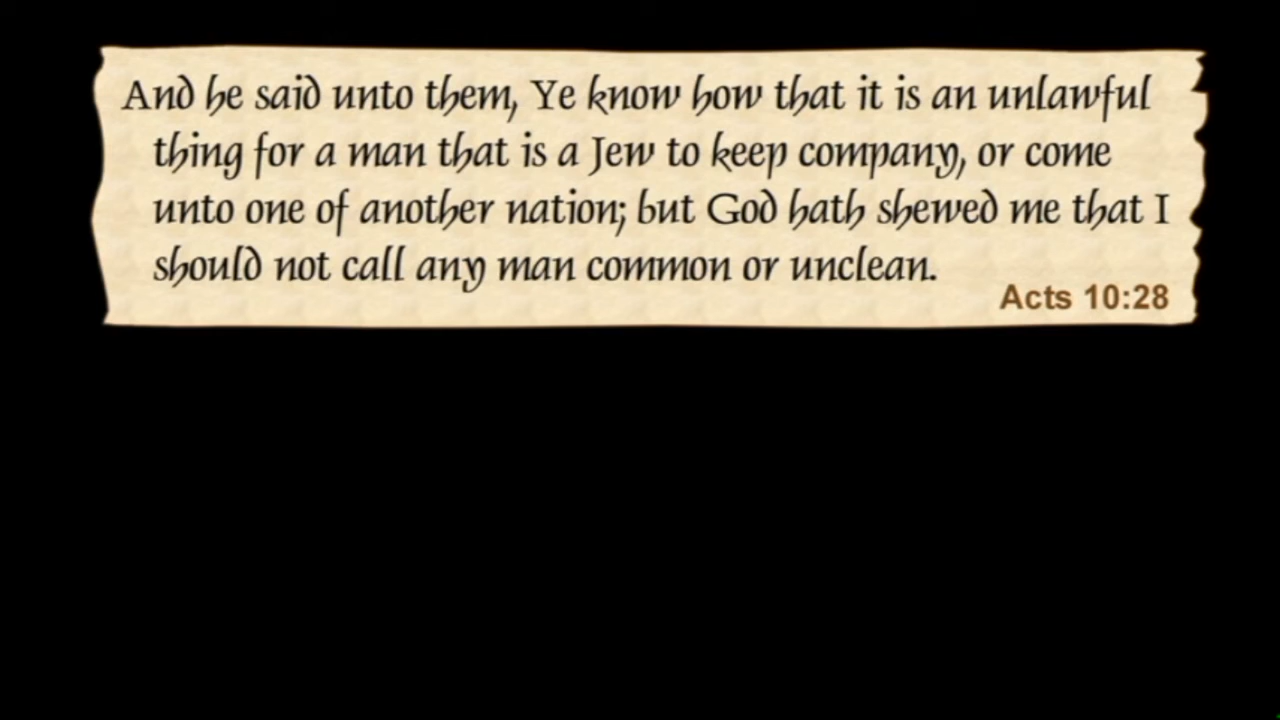 And he said unto them, Ye know how that it is an unlawful
thing for a man that is a Jew to keep company, or come
unto one of another nation; but God hath shewed me that I
should not call any man common or unclean.
Acts 10:28